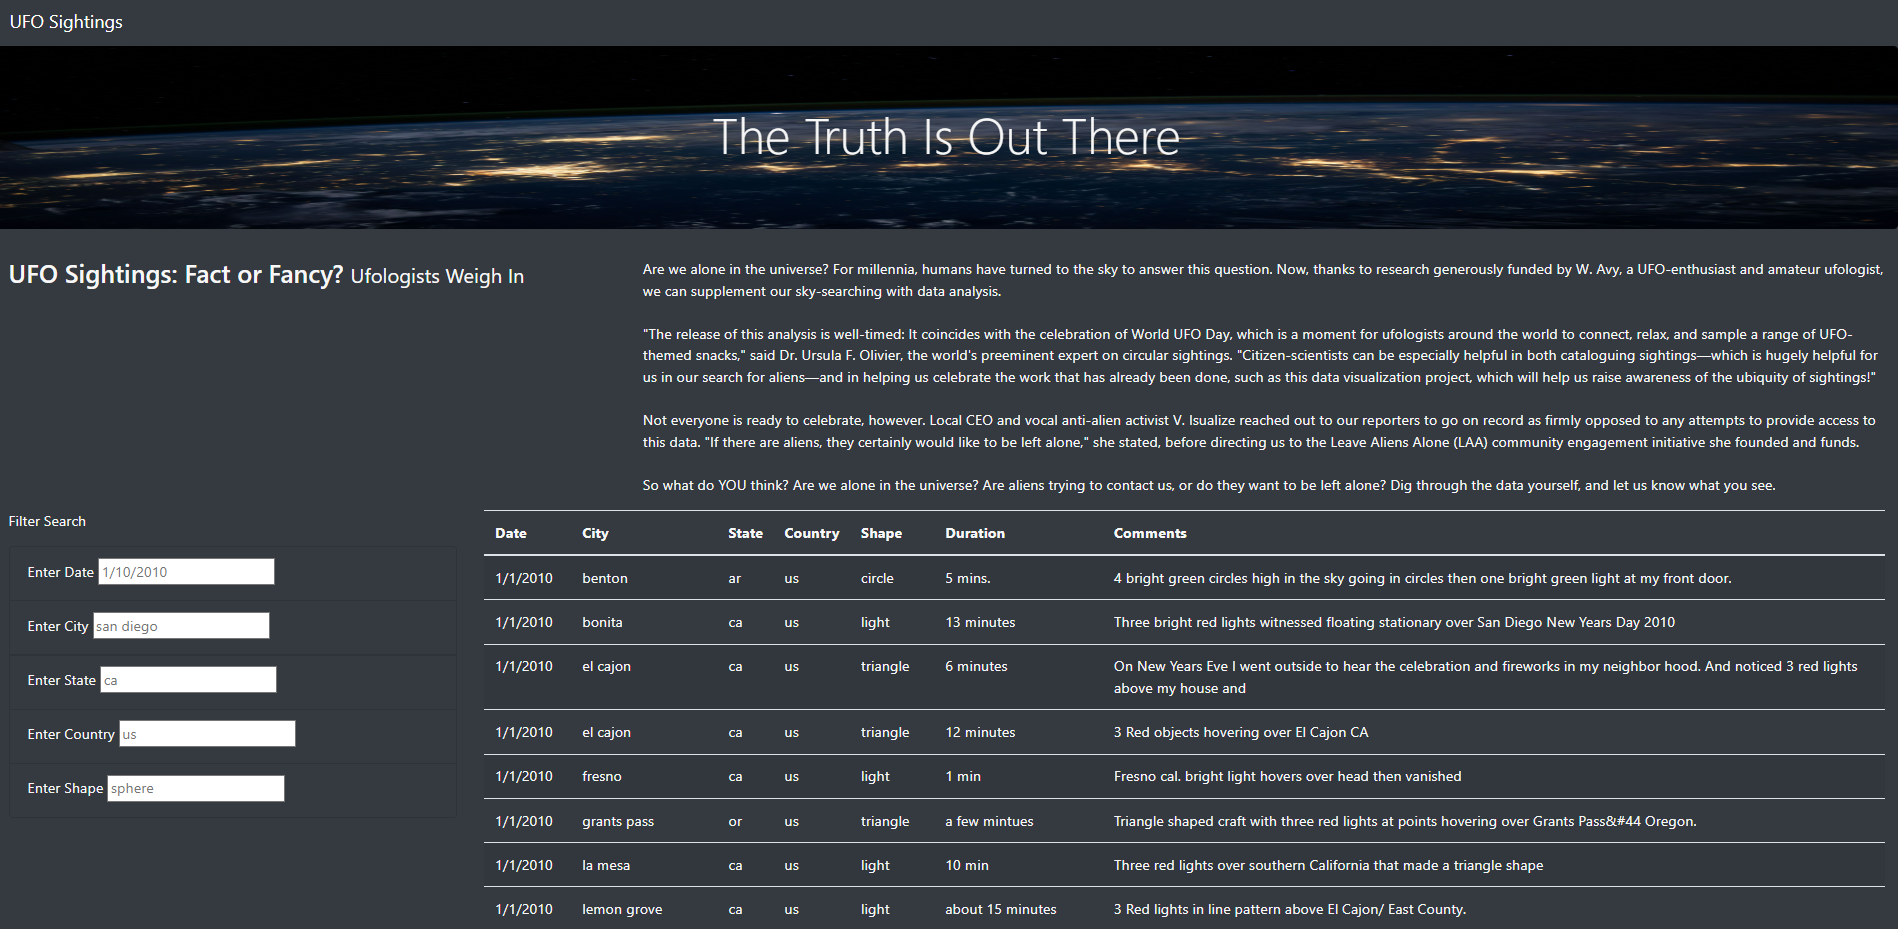 UFO Sightings
The Truth Is Out There
UFO Sightings: Fact or Fancy? Ufologists Weigh In
Are we alone in the universe? For millennia, humans have turned to the sky to answer this question. Now, thanks to research generously funded by W. Avy, a UFO-enthusiast and amateur ufologist,
we can supplement our sky-searching with data analysis.
"The release of this analysis is well-timed: It coincides with the celebration of World UFO Day, which is a moment for ufologists around the world to connect, relax, and sample a range of UFO-
themed snacks," said Dr. Ursula F. Olivier, the world's preeminent expert on circular sightings. "Citizen-scientists can be especially helpful in both cataloguing sightings—which is hugely helpful for
us in our search for aliens—and in helping us celebrate the work that has already been done, such as this data visualization project, which will help us raise awareness of the ubiquity of sightings!"
Not everyone is ready to celebrate, however. Local CEO and vocal anti-alien activist V. Isualize reached out to our reporters to go on record as firmly opposed to any attempts to provide access to
this data. "If there are aliens, they certainly would like to be left alone," she stated, before directing us to the Leave Aliens Alone (LAA) community engagement initiative she founded and funds.
So what do YOU think? Are we alone in the universe? Are aliens trying to contact us, or do they want to be left alone? Dig through the data yourself, and let us know what you see.
Filter Search
Enter Date 1/10/2010
Enter City san diego
Enter State ca
Enter Country us
Enter Shape sphere
Date City State Country Shape Duration Comments
1/1/2010 benton ar us circle 5 mins. 4 bright green circles high in the sky going in circles then one bright green light at my front door.
1/1/2010 bonita ca us light 13 minutes Three bright red lights witnessed floating stationary over San Diego New Years Day 2010
1/1/2010 el cajon ca us triangle 6 minutes On New Years Eve I went outside to hear the celebration and fireworks in my neighbor hood. And noticed 3 red lights
above my house and
1/1/2010 el cajon ca us triangle 12 minutes 3 Red objects hovering over El Cajon CA
1/1/2010 fresno ca us light 1 min Fresno cal. bright light hovers over head then vanished
1/1/2010 grants pass or us triangle a few mintues Triangle shaped craft with three red lights at points hovering over Grants Pass&#44 Oregon.
1/1/2010 la mesa ca us light 10 min Three red lights over southern California that made a triangle shape
1/1/2010 lemon grove ca us light about 15 minutes 3 Red lights in line pattern above El Cajon/ East County.